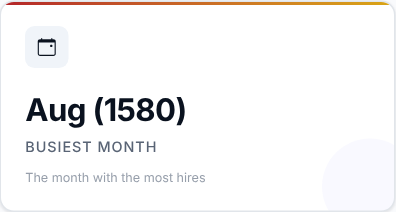 Aug (1580)
BUSIEST MONTH
The month with the most hires